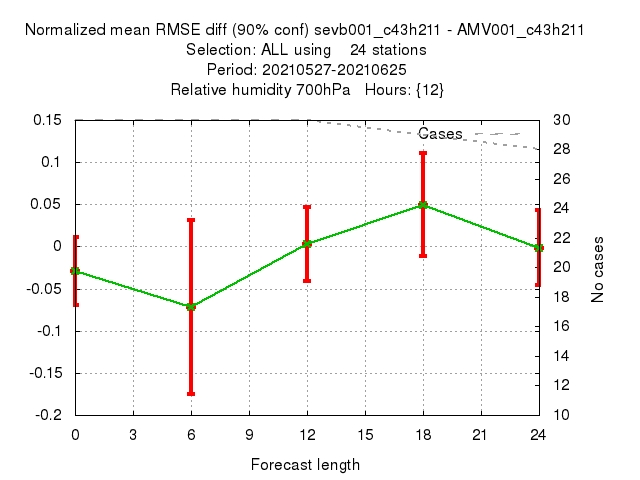 Normalized mean RMSE diff (90% conf) sevb001_c43h211 - AMV001_c43h211
Selection: ALL using    24 stations
Period: 20210527-20210625
Relative humidity 700hPa   Hours: {12}
Cases
0.15
0.1
0.05
0
-0.05
-0.1
-0.15
-0.2
30
28
26
24
22
20
18
16
14
12
10
No cases
0 3 6 9 12 15 18 21 24
Forecast length